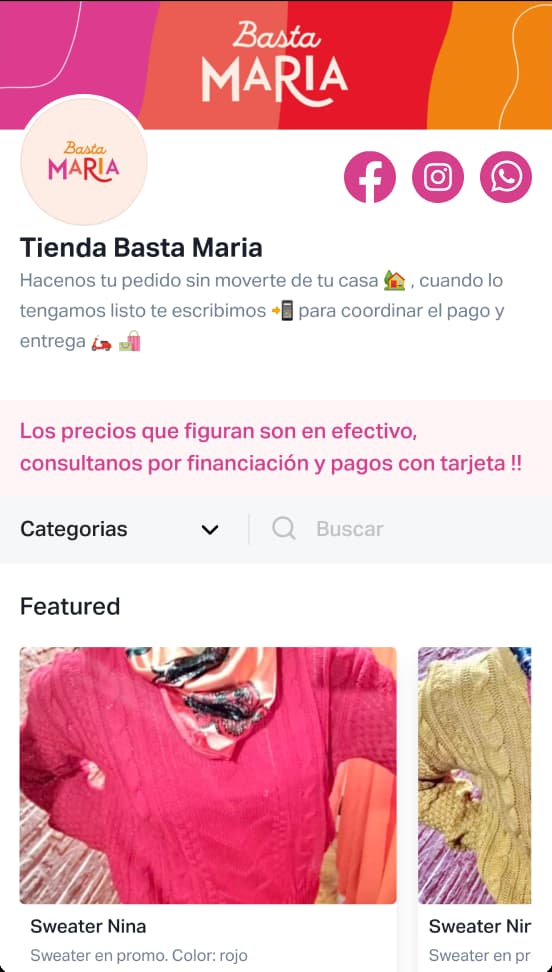 Basta
MARIA
Basta
MARIA
Tienda Basta Maria
Hacenos tu pedido sin moverte de tu casa 🏡 , cuando lo
tengamos listo te escribimos 📲 para coordinar el pago y
entrega 🛵 🛍️
Los precios que figuran son en efectivo,
consultanos por financiación y pagos con tarjeta !!
Categorias
Buscar
Featured
Sweater Nina
Sweater en promo. Color: rojo
Sweater Nir
Sweater en pr